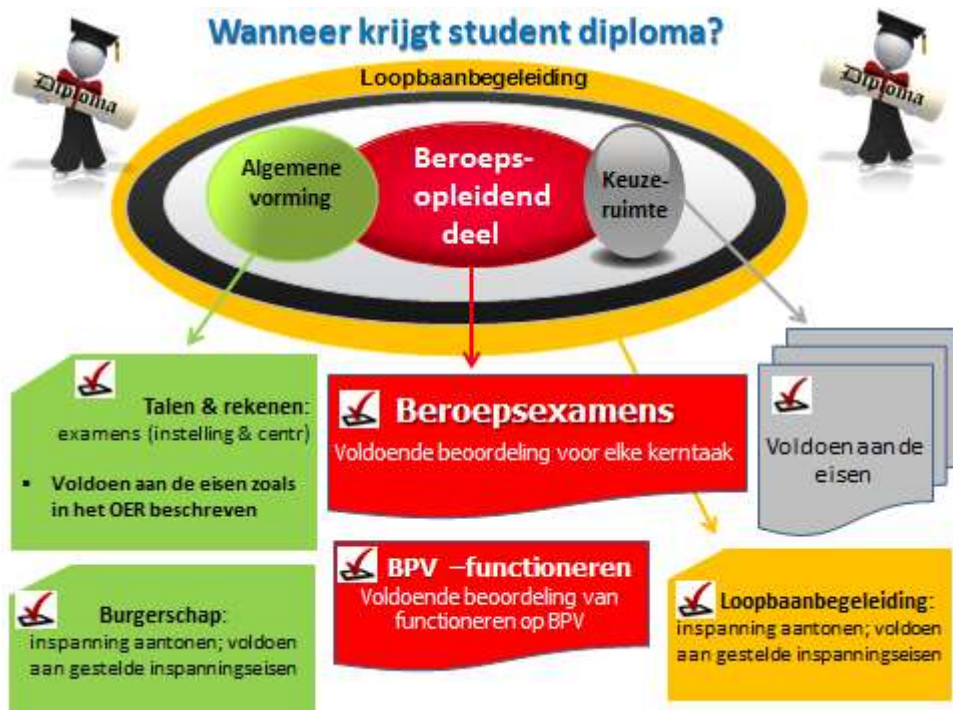 Wanneer krijgt student diploma?
Diploma
Diploma
Loopbaanbegeleiding
Algemene
vorming
Beroeps-
opleidend
deel
Keuze-
ruimte
Talen & rekenen:
examens (instelling & centr)
▪ Voldoen aan de eisen zoals
in het OER beschreven
Beroepsexamens
Voldoende beoordeling voor elke kerntaak
Voldoen aan de
eisen
Burgerschap:
inspanning aantonen; voldoen
aan gestelde inspanningseisen
BPV –functioneren
Voldoende beoordeling van
functioneren op BPV
Loopbaanbegeleiding:
inspanning aantonen; voldoen
aan gestelde inspanningseisen